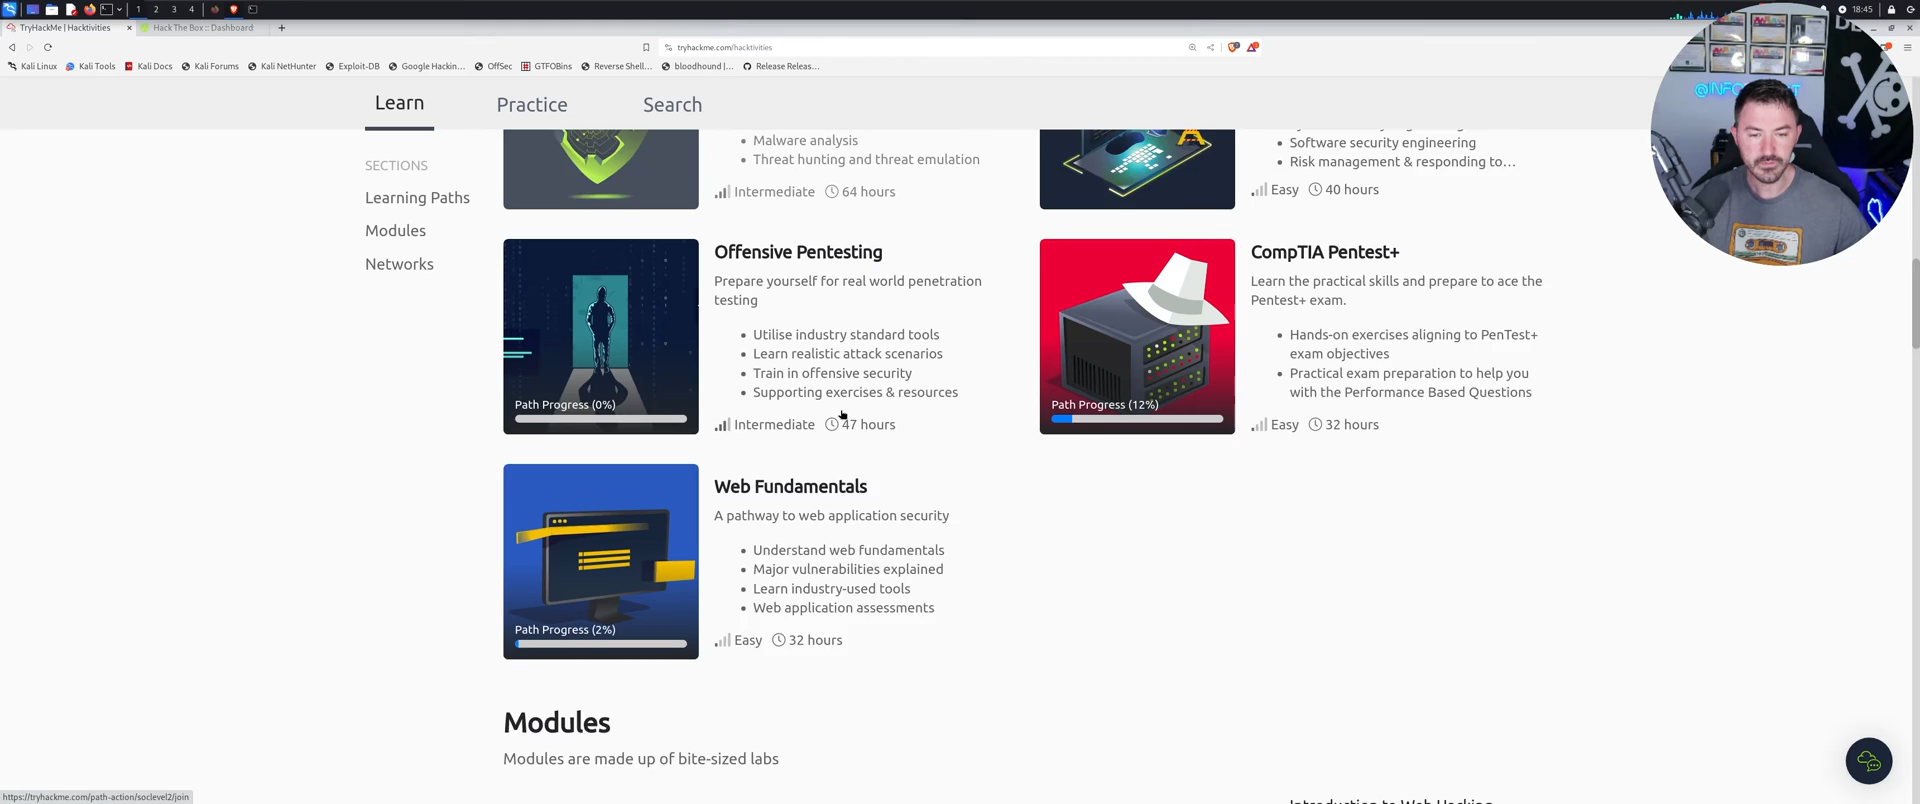 1 2 3 4
18:45
TryHackMe | Hacktivities
Hack The Box :: Dashboard
tryhackme.com/hacktivities
Kali Linux Kali Tools Kali Docs Kali Forums Kali NetHunter Exploit-DB Google Hackin... OffSec GTFOBins Reverse Shell... bloodhound |... Release Releas...
Learn Practice Search
SECTIONS
Learning Paths
Modules
Networks
Malware analysis
Threat hunting and threat emulation
Intermediate 64 hours
Software security engineering
Risk management & responding to...
Easy 40 hours
Offensive Pentesting
Prepare yourself for real world penetration
testing
Utilise industry standard tools
Learn realistic attack scenarios
Train in offensive security
Supporting exercises & resources
Intermediate 47 hours
Path Progress (0%)
CompTIA Pentest+
Learn the practical skills and prepare to ace the
Pentest+ exam.
Hands-on exercises aligning to PenTest+
exam objectives
Practical exam preparation to help you
with the Performance Based Questions
Easy 32 hours
Path Progress (12%)
Web Fundamentals
A pathway to web application security
Understand web fundamentals
Major vulnerabilities explained
Learn industry-used tools
Web application assessments
Easy 32 hours
Path Progress (2%)
Modules
Modules are made up of bite-sized labs
Introduction to Web Hacking
https://tryhackme.com/path-action/soclevel2/join